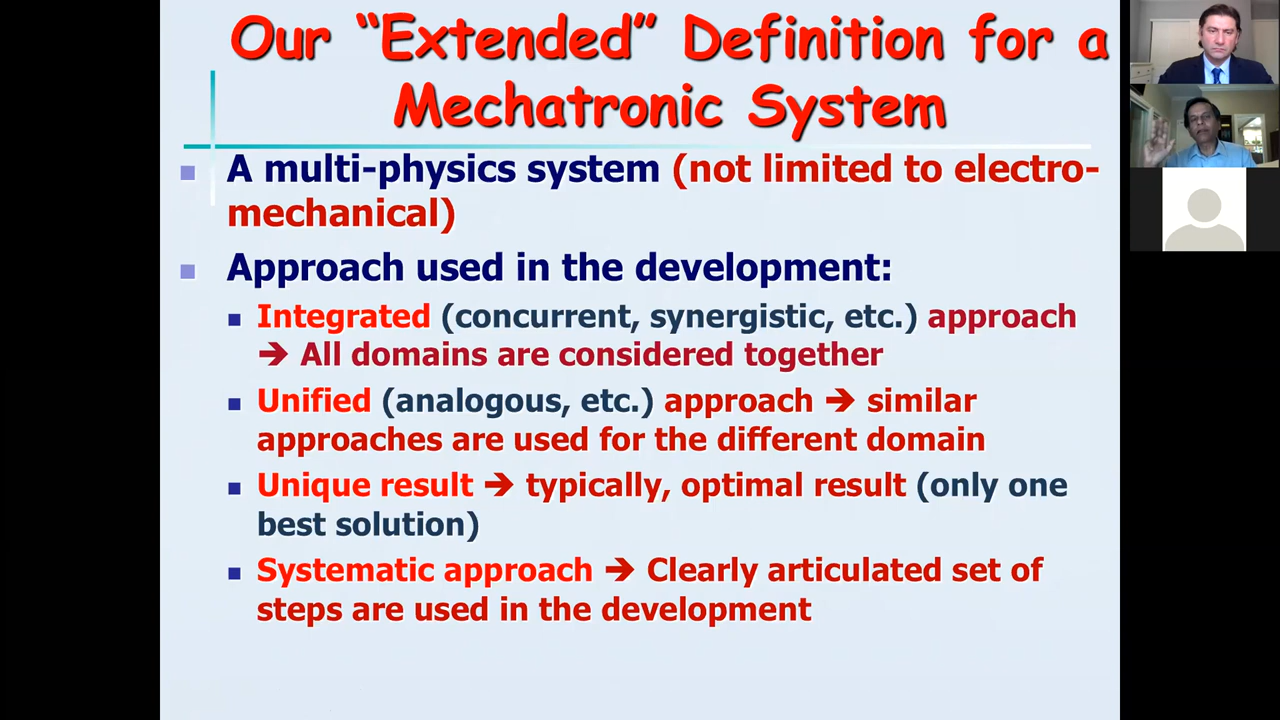 Our “Extended” Definition for a
Mechatronic System
A multi-physics system (not limited to electro-
mechanical)
Approach used in the development:
Integrated (concurrent, synergistic, etc.) approach
➔ All domains are considered together
Unified (analogous, etc.) approach ➔ similar
approaches are used for the different domain
Unique result ➔ typically, optimal result (only one
best solution)
Systematic approach ➔ Clearly articulated set of
steps are used in the development